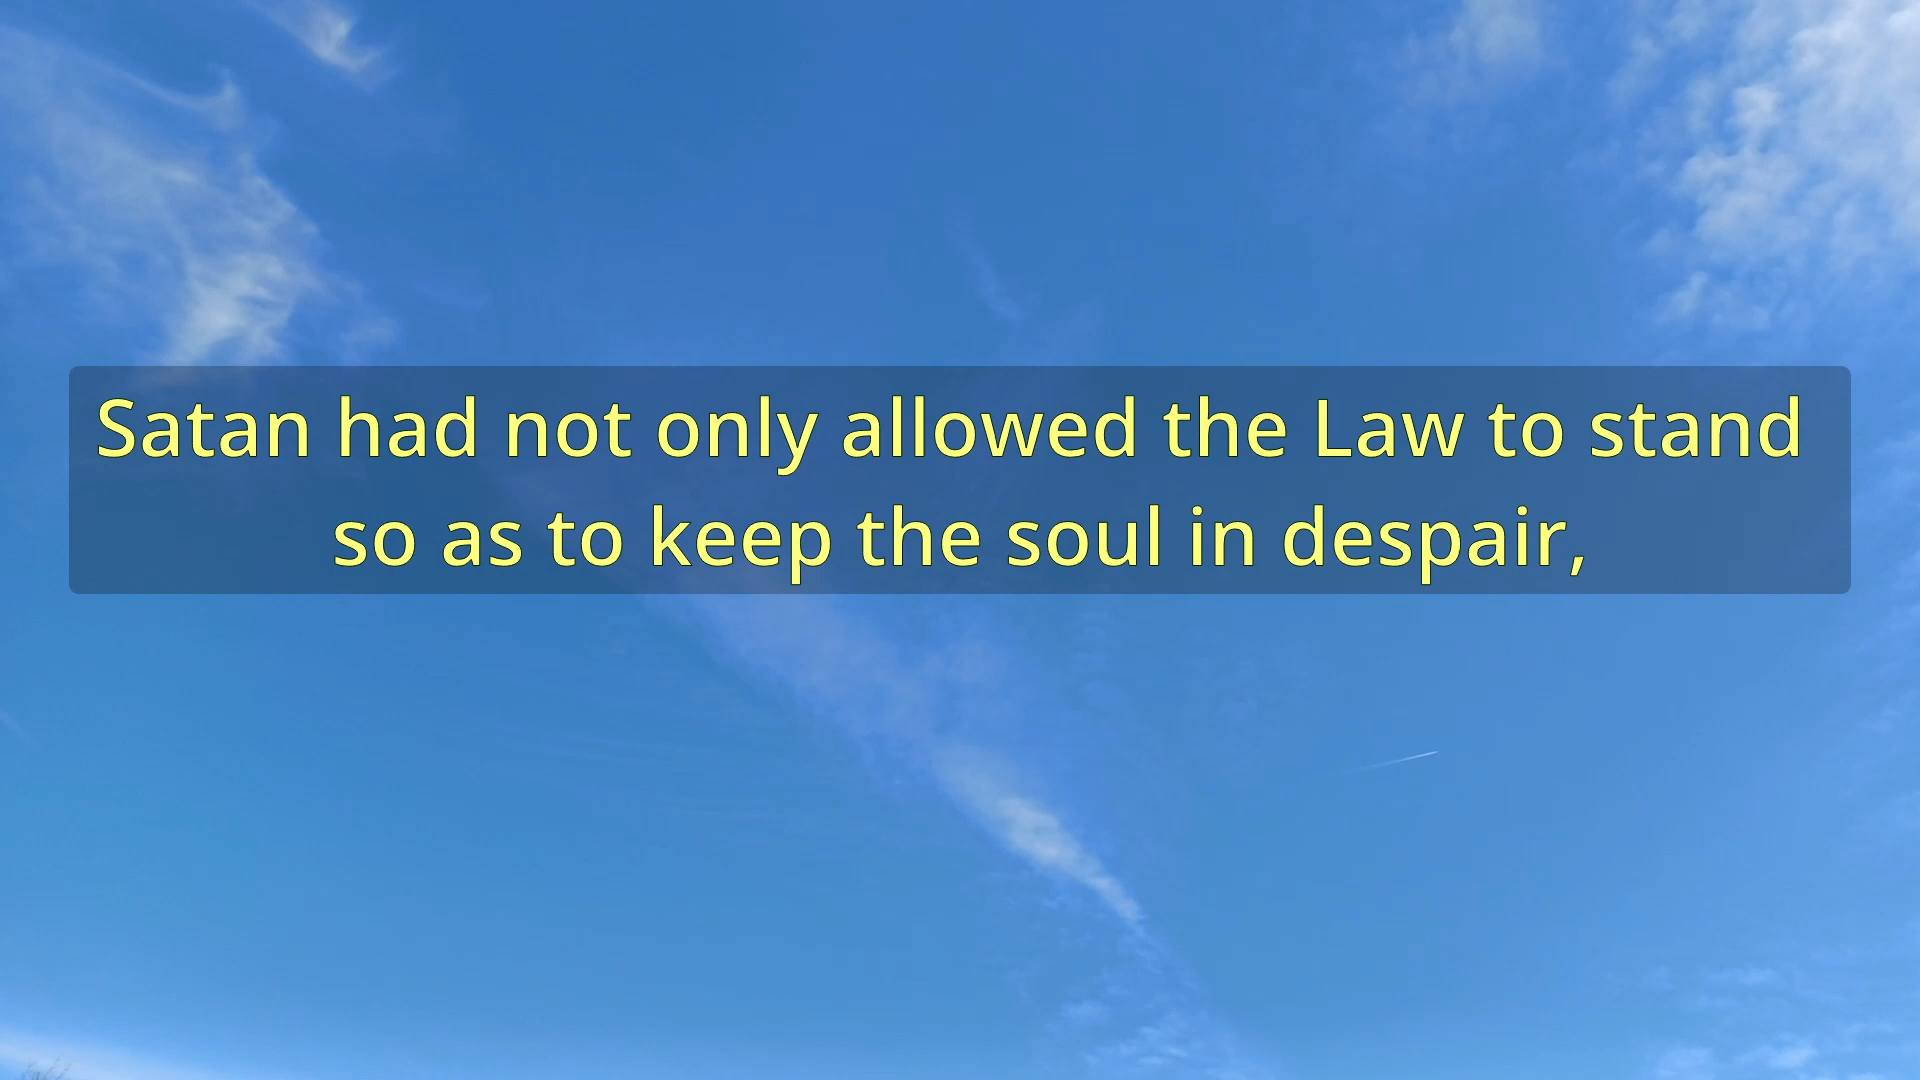 Satan had not only allowed the Law to stand
so as to keep the soul in despair,